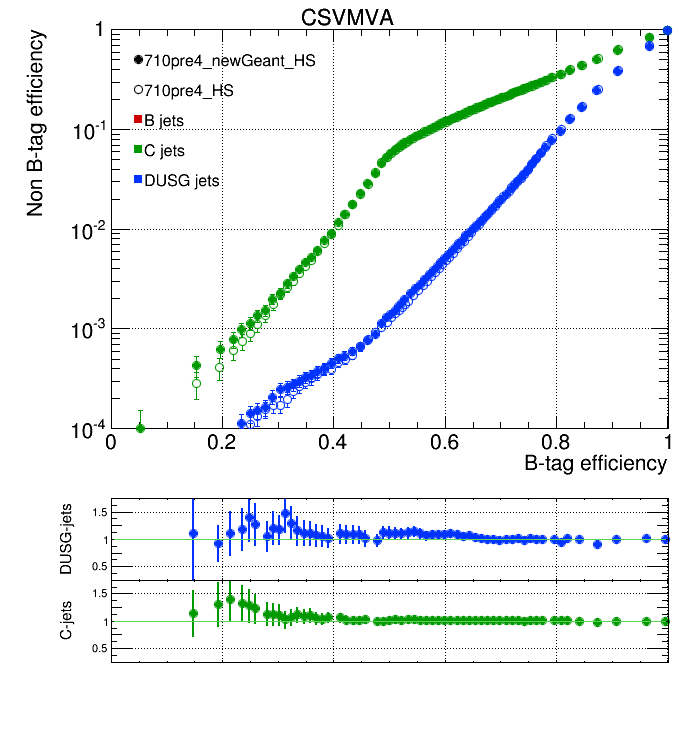 CSVMVA
Non B-tag efficiency
1
10^-1
10^-2
10^-3
10^-4
710pre4_newGeant_HS
710pre4_HS
B jets
C jets
DUSG jets
0 0.2 0.4 0.6 0.8 1
B-tag efficiency
DUSG-jets
1.5
1
0.5
C-jets
1.5
1
0.5